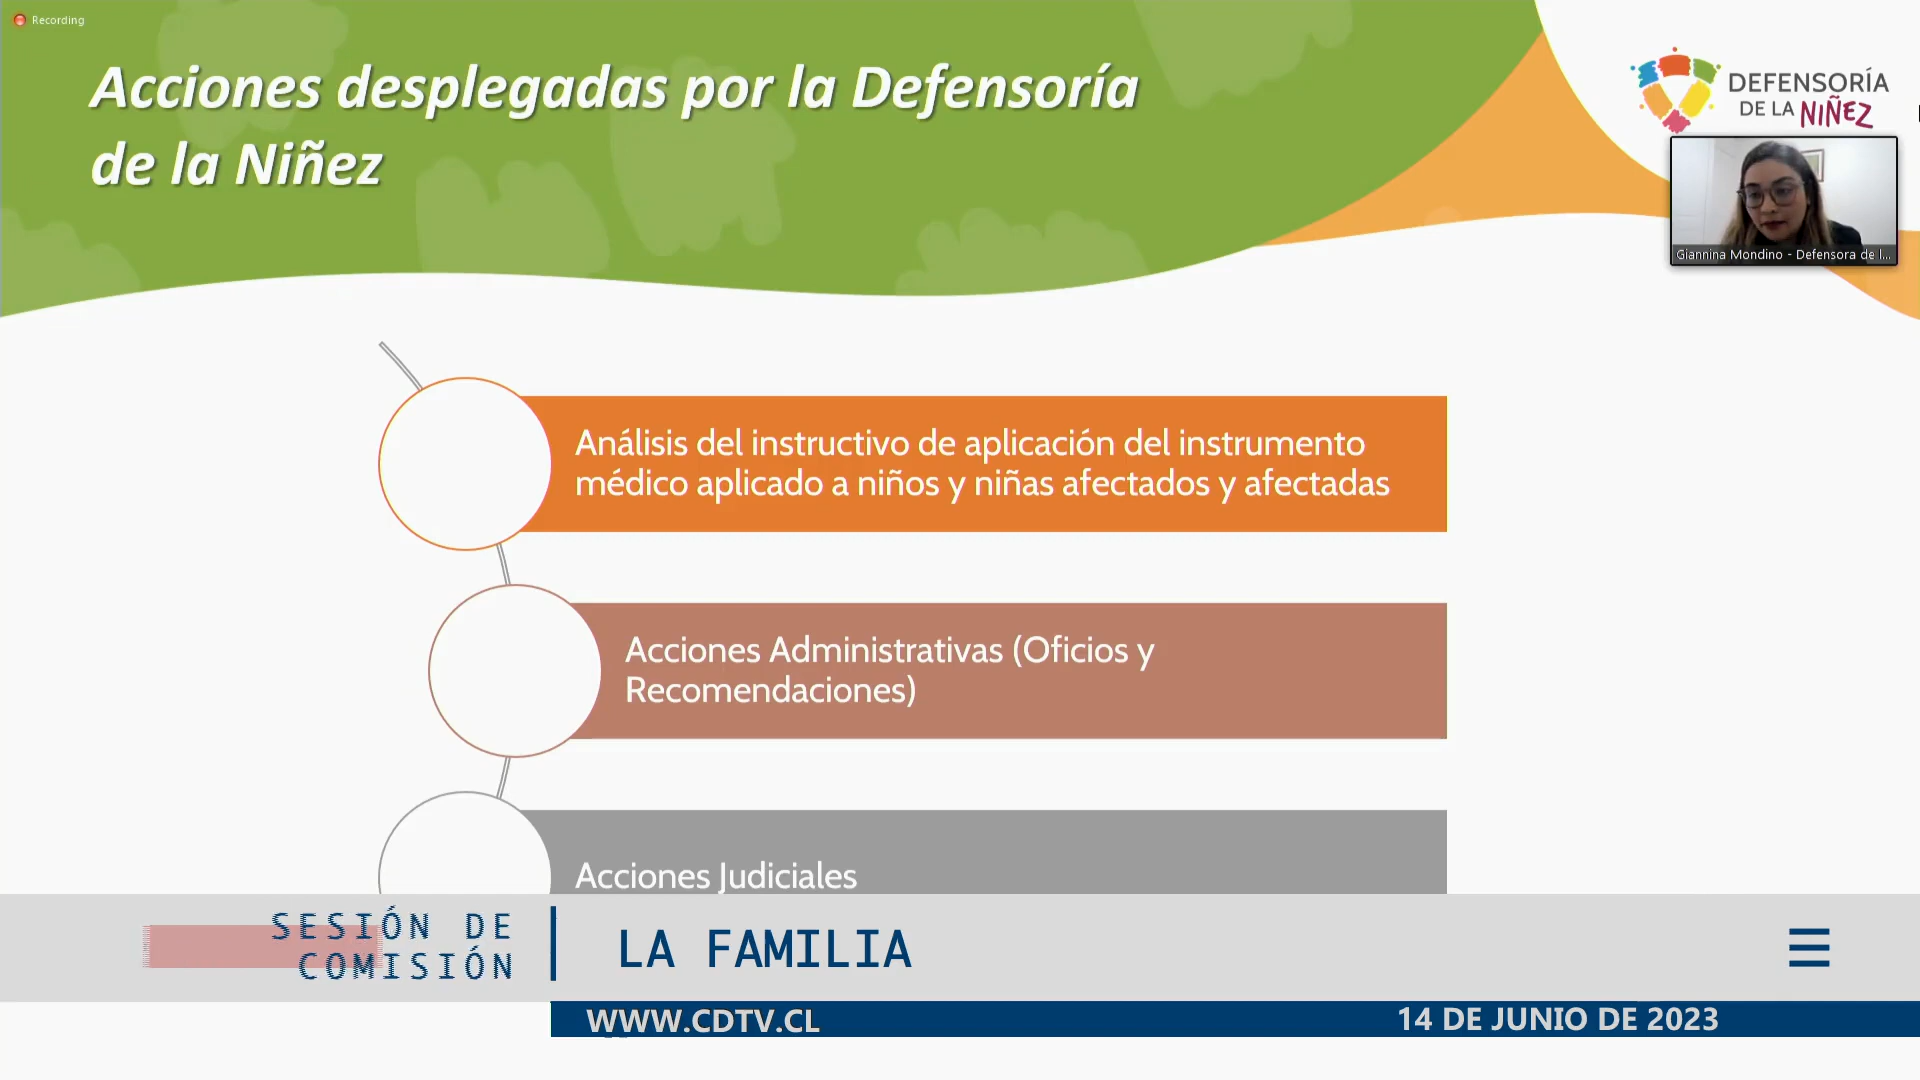 Recording
Acciones desplegadas por la Defensoría
de la Niñez
DEFENSORÍA
DE LA NIÑEZ
Giannina Mondino - Defensora de l...
Análisis del instructivo de aplicación del instrumento
médico aplicado a niños y niñas afectados y afectadas
Acciones Administrativas (Oficios y
Recomendaciones)
Acciones Judiciales
SESIÓN DE
COMISIÓN
LA FAMILIA
WWW.CDTV.CL
14 DE JUNIO DE 2023